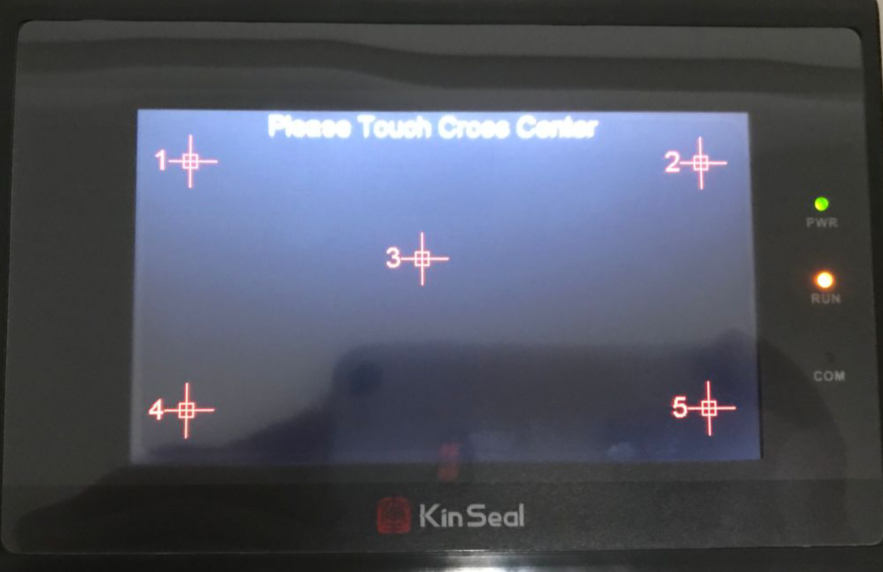 Please Touch Cross Center
1
2
3
4
5
PWR
RUN
COM
KinSeal